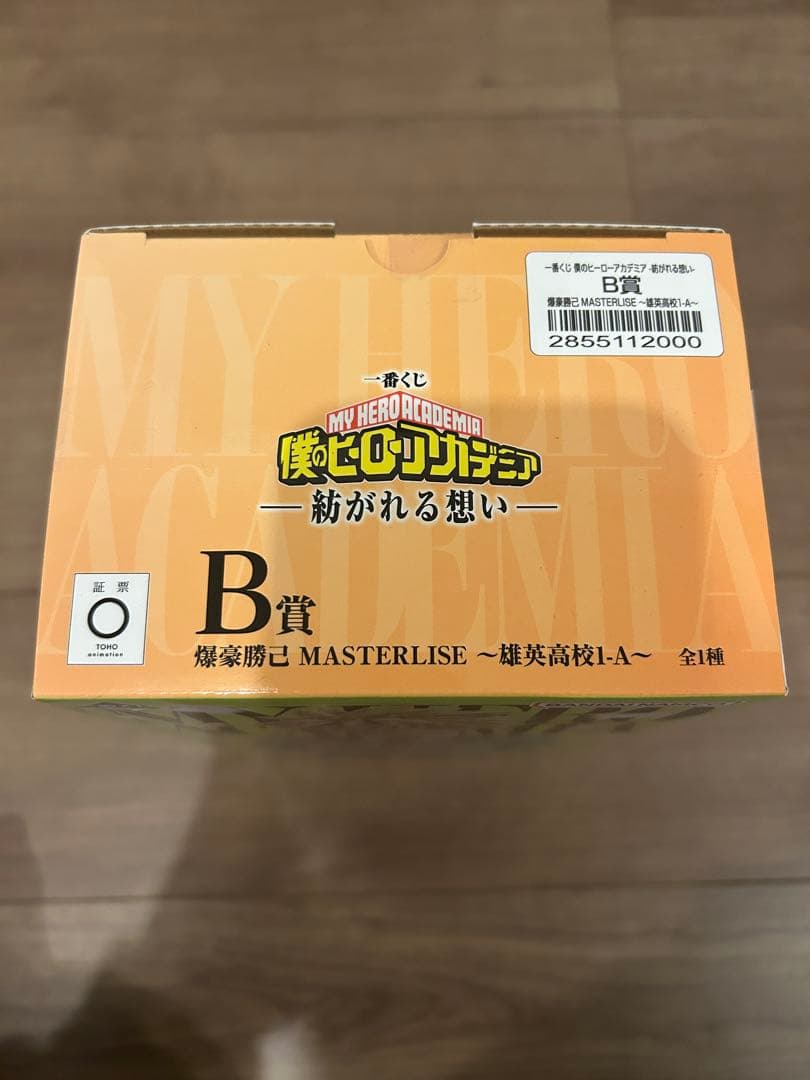 MY HERO
ACADEMIA
一番くじ 僕のヒーローアカデミア -紡がれる想い-
B賞
爆豪勝己 MASTERLISE ～雄英高校1-A～
2855112000
一番くじ
MY HERO ACADEMIA
僕のヒーローアカデミア
―紡がれる想い―
証票
TOHO
animation
B賞
爆豪勝己 MASTERLISE ～雄英高校1-A～ 全1種